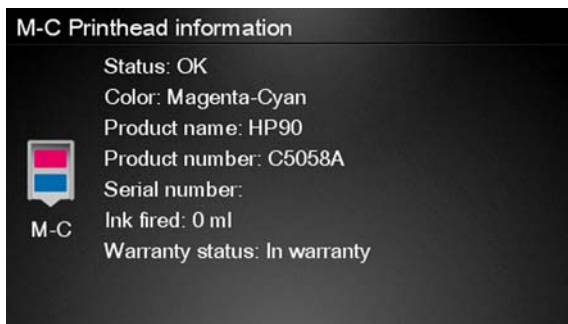 M-C Printhead information
Status: OK
Color: Magenta-Cyan
Product name: HP90
Product number: C5058A
Serial number:
Ink fired: 0 ml
Warranty status: In warranty
M-C